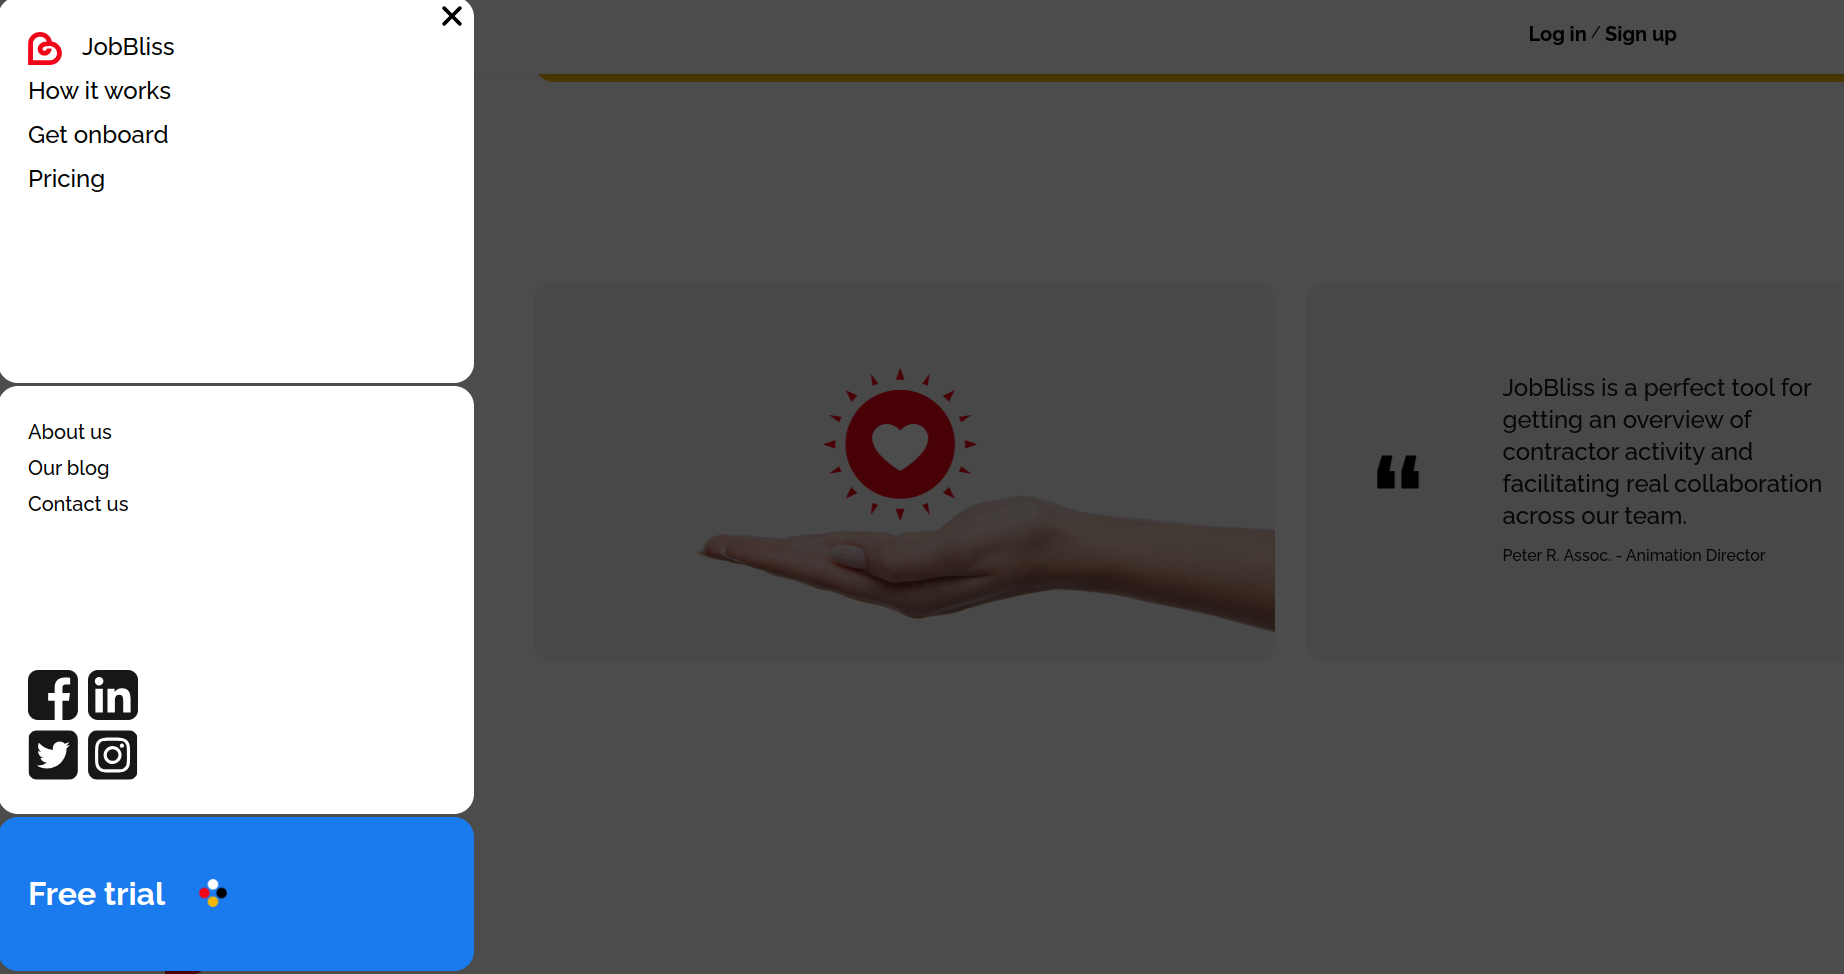 JobBliss
How it works
Get onboard
Pricing
About us
Our blog
Contact us
Free trial
Log in / Sign up
“
JobBliss is a perfect tool for
getting an overview of
contractor activity and
facilitating real collaboration
across our team.
Peter R. Assoc. - Animation Director